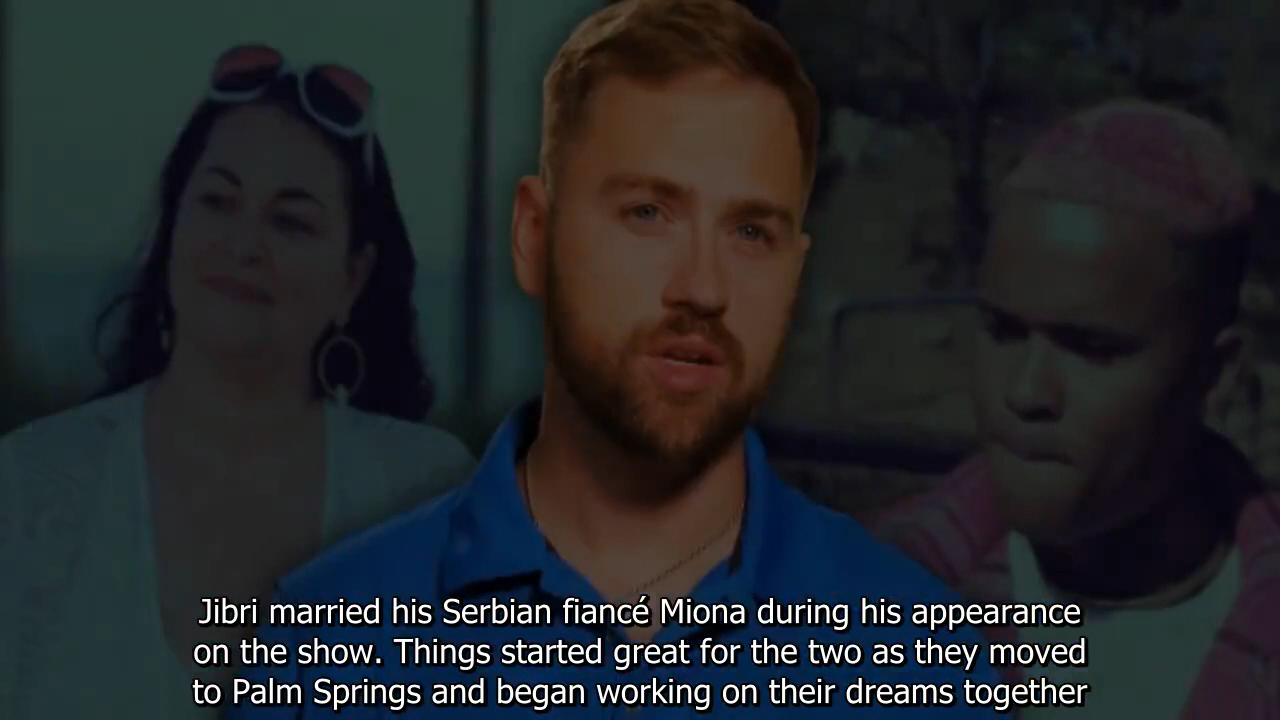 Jibri married his Serbian fiancé Miona during his appearance
on the show. Things started great for the two as they moved
to Palm Springs and began working on their dreams together